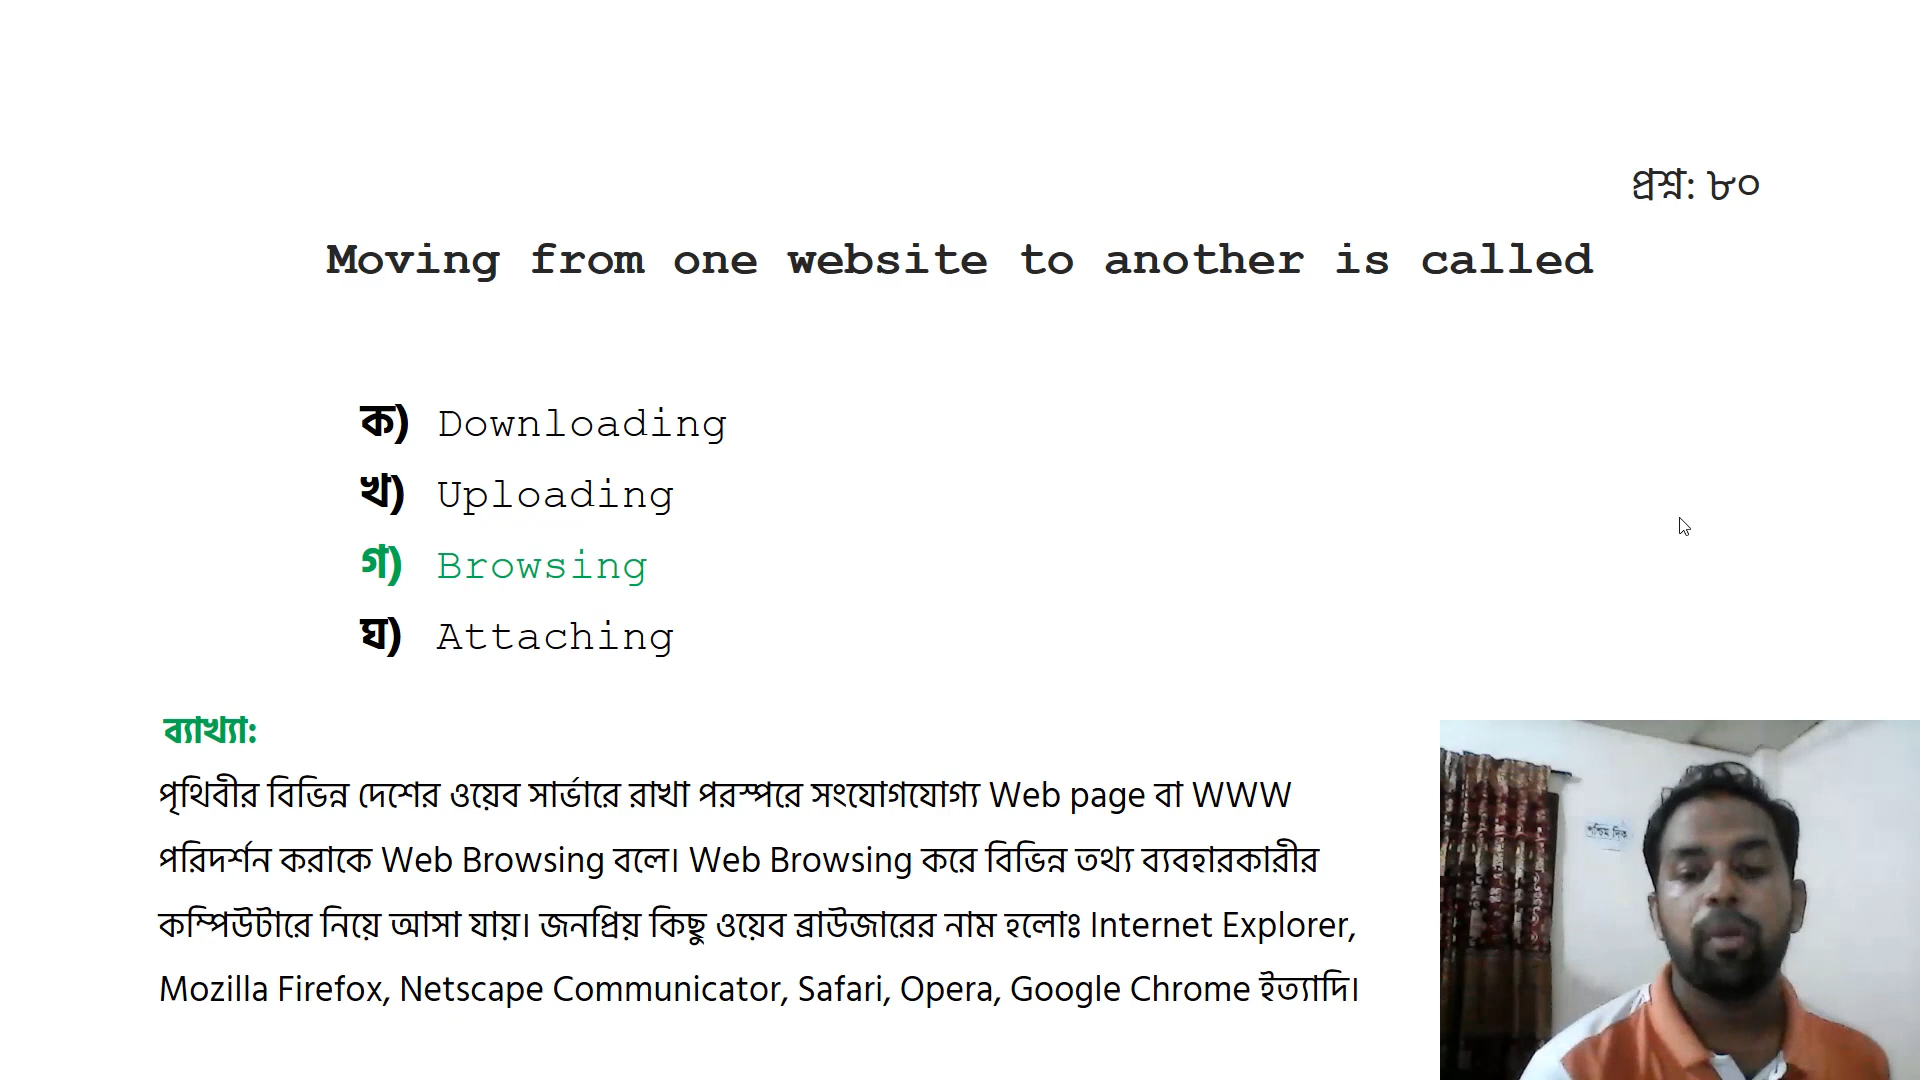 প্রশ্ন: ৮০
Moving from one website to another is called
ক) Downloading
খ) Uploading
গ) Browsing
ঘ) Attaching
ব্যাখ্যা:
পৃথিবীর বিভিন্ন দেশের ওয়েব সার্ভারে রাখা পরস্পরে সংযোগযোগ্য Web page বা WWW
পরিদর্শন করাকে Web Browsing বলে। Web Browsing করে বিভিন্ন তথ্য ব্যবহারকারীর
কম্পিউটারে নিয়ে আসা যায়। জনপ্রিয় কিছু ওয়েব ব্রাউজারের নাম হলোঃ Internet Explorer,
Mozilla Firefox, Netscape Communicator, Safari, Opera, Google Chrome ইত্যাদি।
পশ্চিম দিক